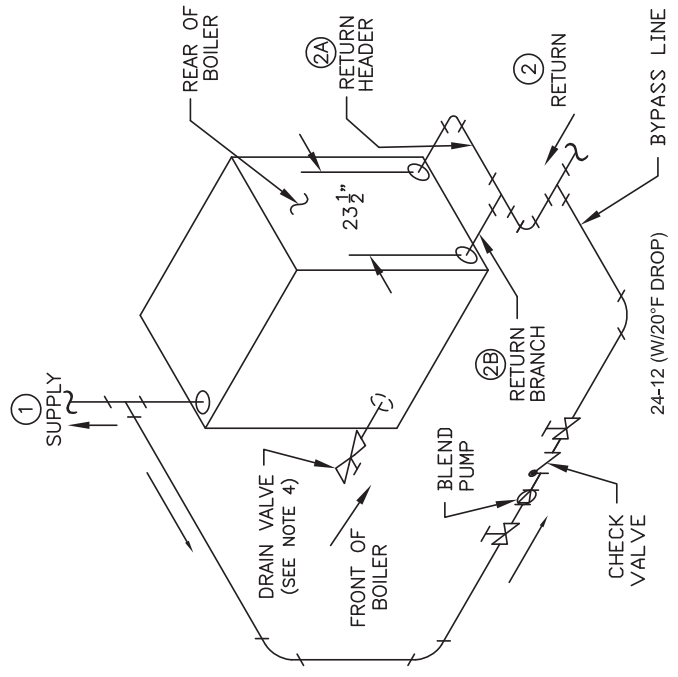 1
SUPPLY
REAR OF
BOILER
2A
RETURN
HEADER
2
RETURN
BYPASS LINE
23 1/2"
DRAIN VALVE
(SEE NOTE 4)
FRONT OF
BOILER
2B
RETURN
BRANCH
BLEND
PUMP
CHECK
VALVE
24-12 (W/20°F DROP)